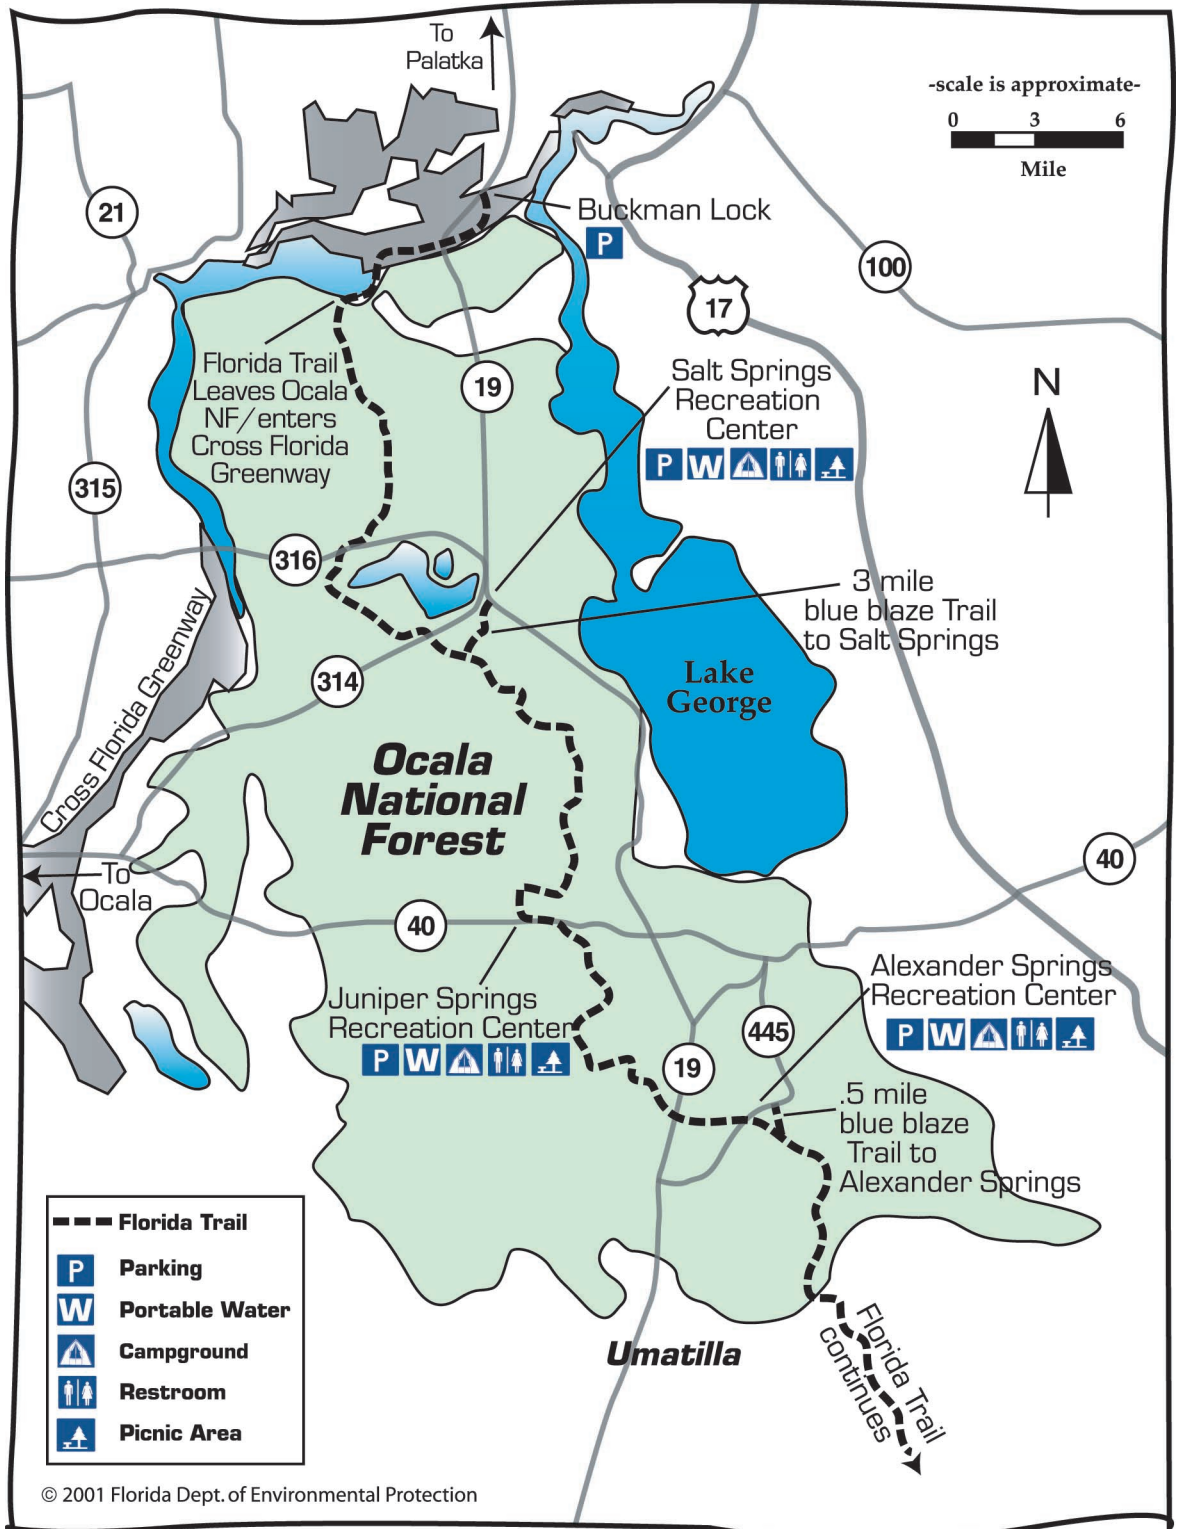 To
Palatka
-scale is approximate-
0 3 6
Mile
21
Buckman Lock
P
100
17
Florida Trail
Leaves Ocala
NF/enters
Cross Florida
Greenway
19
Salt Springs
Recreation
Center
P W
N
315
316
3 mile
blue blaze Trail
to Salt Springs
Cross Florida Greenway
314
Lake
George
Ocala
National
Forest
To
Ocala
40
40
Juniper Springs
Recreation Center
P W
Alexander Springs
Recreation Center
P W
445
19
.5 mile
blue blaze
Trail to
Alexander Springs
Florida Trail
P Parking
W Portable Water
Campground
Restroom
Picnic Area
Umatilla
Florida Trail
continues
© 2001 Florida Dept. of Environmental Protection